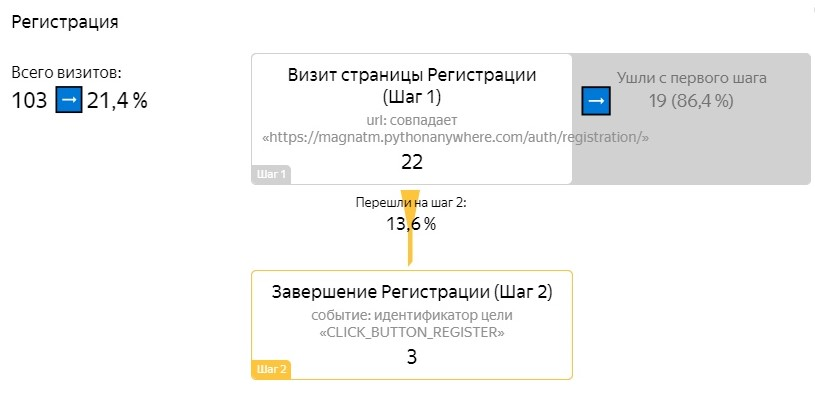 Регистрация
Всего визитов:
103 → 21,4 %
Визит страницы Регистрации
(Шаг 1)
url: совпадает
«https://magnatm.pythonanywhere.com/auth/registration/»
22
Шаг 1
→
Ушли с первого шага
19 (86,4 %)
Перешли на шаг 2:
13,6 %
Завершение Регистрации (Шаг 2)
событие: идентификатор цели
«CLICK_BUTTON_REGISTER»
3
Шаг 2